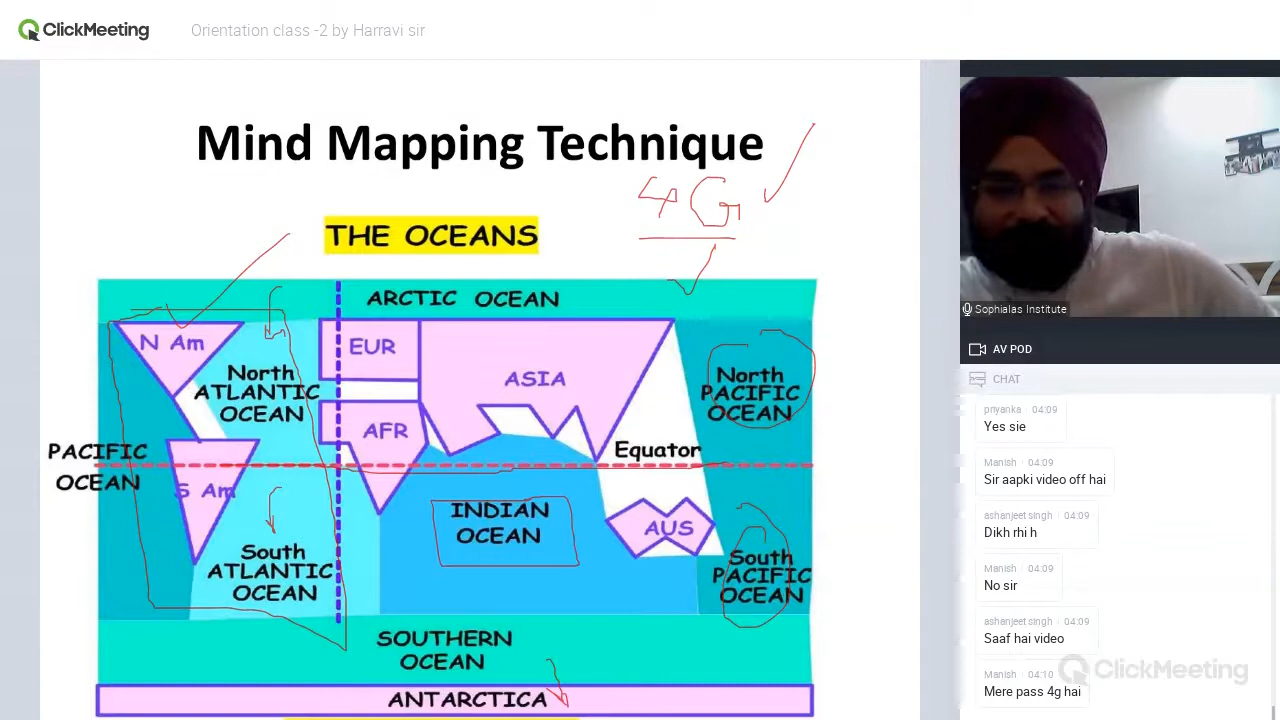 ClickMeeting
Orientation class -2 by Harravi sir
Mind Mapping Technique
4G
THE OCEANS
ARCTIC OCEAN
N Am
EUR
ASIA
North
ATLANTIC
OCEAN
North
PACIFIC
OCEAN
AFR
PACIFIC
OCEAN
Equator
S Am
INDIAN
OCEAN
AUS
South
ATLANTIC
OCEAN
South
PACIFIC
OCEAN
SOUTHERN
OCEAN
ANTARCTICA
Sophialas Institute
AV POD
CHAT
priyanka 04:09
Yes sie
Manish 04:09
Sir aapki video off hai
ashanjeet singh 04:09
Dikh rhi h
Manish 04:09
No sir
ashanjeet singh 04:09
Saaf hai video
Manish 04:10
Mere pass 4g hai
ClickMeeting